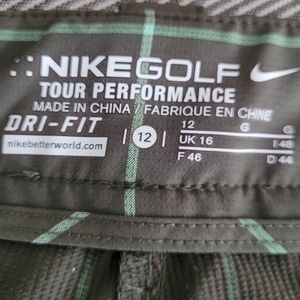 NIKEGOLF
TOUR PERFORMANCE
MADE IN CHINA / FABRIQUE EN CHINE
DRI-FIT
nikebetterworld.com
12
12 G G
UK 16 I 48
F 46 D 44